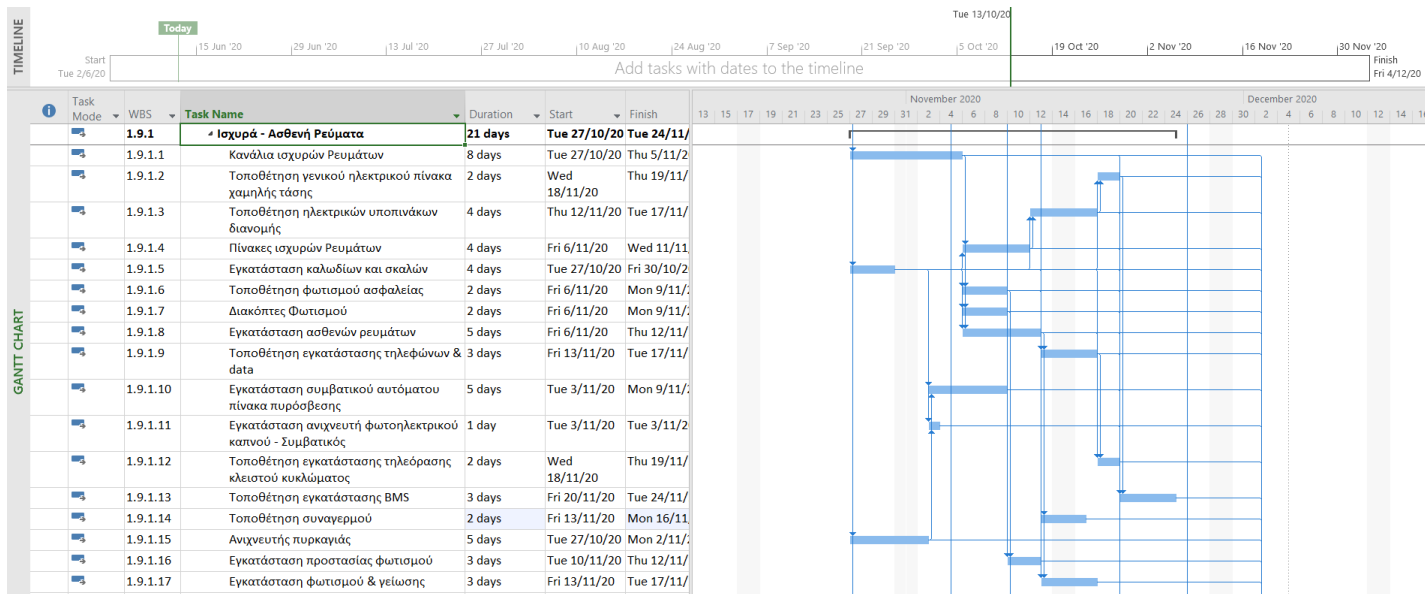 TIMELINE
Tue 13/10/20
Today
15 Jun '20 29 Jun '20 13 Jul '20 27 Jul '20 10 Aug '20 24 Aug '20 7 Sep '20 21 Sep '20 5 Oct '20 19 Oct '20 2 Nov '20 16 Nov '20 30 Nov '20
Start
Tue 2/6/20
Add tasks with dates to the timeline
Finish
Fri 4/12/20
GANTT CHART
Task Mode WBS Task Name Duration Start Finish
November 2020 December 2020
13 15 17 19 21 23 25 27 29 31 2 4 6 8 10 12 14 16 18 20 22 24 26 28 30 2 4 6 8 10 12 14 16
1.9.1 Ισχυρά - Ασθενή Ρεύματα 21 days Tue 27/10/20 Tue 24/11/
1.9.1.1 Κανάλια ισχυρών Ρευμάτων 8 days Tue 27/10/20 Thu 5/11/2
1.9.1.2 Τοποθέτηση γενικού ηλεκτρικού πίνακα 2 days Wed Thu 19/11/
χαμηλής τάσης 18/11/20
1.9.1.3 Τοποθέτηση ηλεκτρικών υποπινάκων 4 days Thu 12/11/20 Tue 17/11/
διανομής
1.9.1.4 Πίνακες ισχυρών Ρευμάτων 4 days Fri 6/11/20 Wed 11/11
1.9.1.5 Εγκατάσταση καλωδίων και σκαλών 4 days Tue 27/10/20 Fri 30/10/2
1.9.1.6 Τοποθέτηση φωτισμού ασφαλείας 2 days Fri 6/11/20 Mon 9/11/
1.9.1.7 Διακόπτες Φωτισμού 2 days Fri 6/11/20 Mon 9/11/
1.9.1.8 Εγκατάσταση ασθενών ρευμάτων 5 days Fri 6/11/20 Thu 12/11/
1.9.1.9 Τοποθέτηση εγκατάστασης τηλεφώνων & 3 days Fri 13/11/20 Tue 17/11/
data
1.9.1.10 Εγκατάσταση συμβατικού αυτόματου 5 days Tue 3/11/20 Mon 9/11/
πίνακα πυρόσβεσης
1.9.1.11 Εγκατάσταση ανιχνευτή φωτοηλεκτρικού 1 day Tue 3/11/20 Tue 3/11/2
καπνού - Συμβατικός
1.9.1.12 Τοποθέτηση εγκατάστασης τηλεόρασης 2 days Wed Thu 19/11/
κλειστού κυκλώματος 18/11/20
1.9.1.13 Τοποθέτηση εγκατάστασης BMS 3 days Fri 20/11/20 Tue 24/11/
1.9.1.14 Τοποθέτηση συναγερμού 2 days Fri 13/11/20 Mon 16/11
1.9.1.15 Ανιχνευτής πυρκαγιάς 5 days Tue 27/10/20 Mon 2/11/
1.9.1.16 Εγκατάσταση προστασίας φωτισμού 3 days Tue 10/11/20 Thu 12/11/
1.9.1.17 Εγκατάσταση φωτισμού & γείωσης 3 days Fri 13/11/20 Tue 17/11/